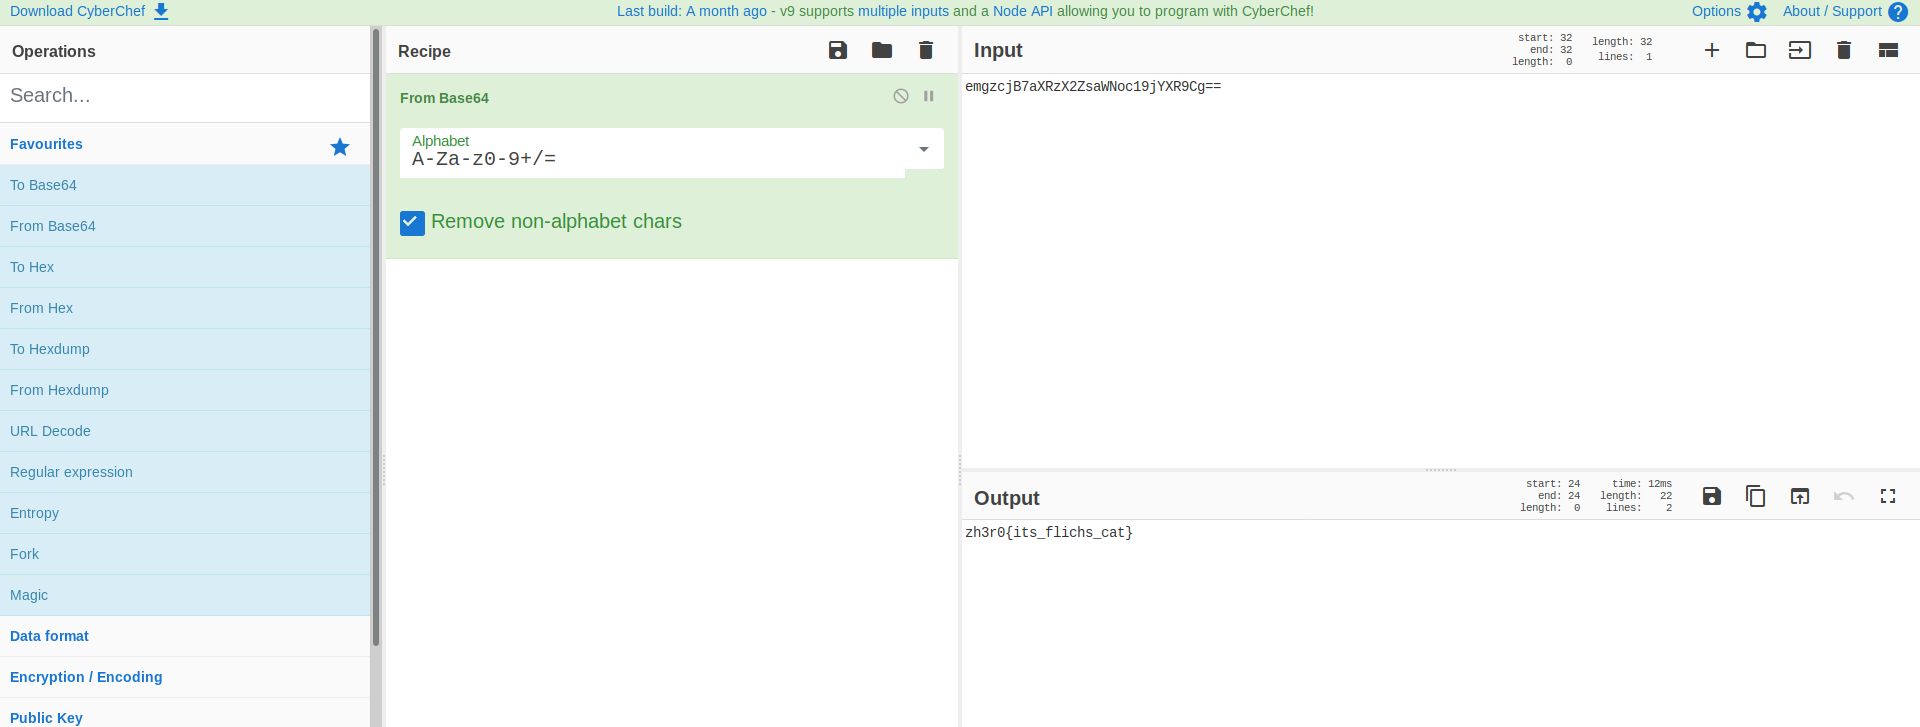 Download CyberChef
Last build: A month ago - v9 supports multiple inputs and a Node API allowing you to program with CyberChef!
Options
About / Support
Operations
Search...
Favourites
To Base64
From Base64
To Hex
From Hex
To Hexdump
From Hexdump
URL Decode
Regular expression
Entropy
Fork
Magic
Data format
Encryption / Encoding
Public Key
Recipe
From Base64
Alphabet
A-Za-z0-9+/=
Remove non-alphabet chars
Input
start: 32
end: 32
length: 0
length: 32
lines: 1
emgzcjB7aXRzX2ZsaWNoc19jYXR9Cg==
Output
start: 24
end: 24
length: 0
time: 12ms
length: 22
lines: 2
zh3r0{its_flichs_cat}